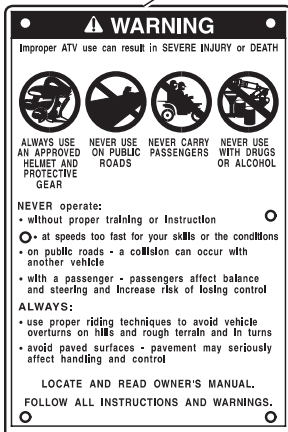 WARNING
Improper ATV use can result in SEVERE INJURY or DEATH
ALWAYS USE
AN APPROVED
HELMET AND
PROTECTIVE
GEAR
NEVER USE
ON PUBLIC
ROADS
NEVER CARRY
PASSENGERS
NEVER USE
WITH DRUGS
OR ALCOHOL
NEVER operate:
• without proper training or instruction
• at speeds too fast for your skills or the conditions
• on public roads - a collision can occur with
another vehicle
• with a passenger - passengers affect balance
and steering and increase risk of losing control
ALWAYS:
• use proper riding techniques to avoid vehicle
overturns on hills and rough terrain and in turns
• avoid paved surfaces - pavement may seriously
affect handling and control
LOCATE AND READ OWNER'S MANUAL.
FOLLOW ALL INSTRUCTIONS AND WARNINGS.